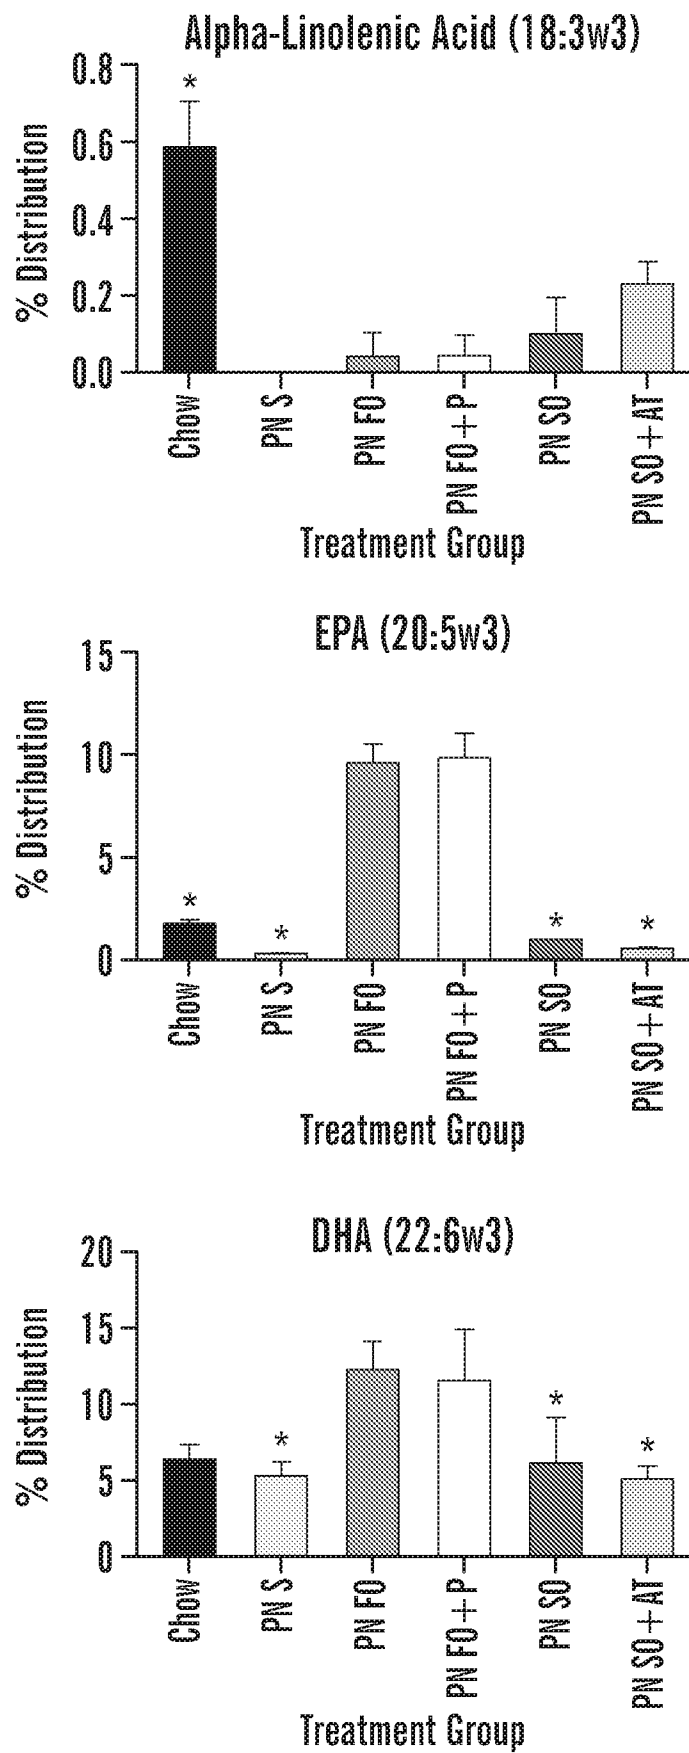 Alpha-Linolenic Acid (18:3w3)
% Distribution
0.8
0.6
0.4
0.2
0.0
*
Chow
PN S
PN FO
PN FO + P
PN SO
PN SO + AT
Treatment Group
EPA (20:5w3)
% Distribution
15
10
5
0
*
*
*
*
Chow
PN S
PN FO
PN FO + P
PN SO
PN SO + AT
Treatment Group
DHA (22:6w3)
% Distribution
20
15
10
5
0
*
*
*
Chow
PN S
PN FO
PN FO + P
PN SO
PN SO + AT
Treatment Group